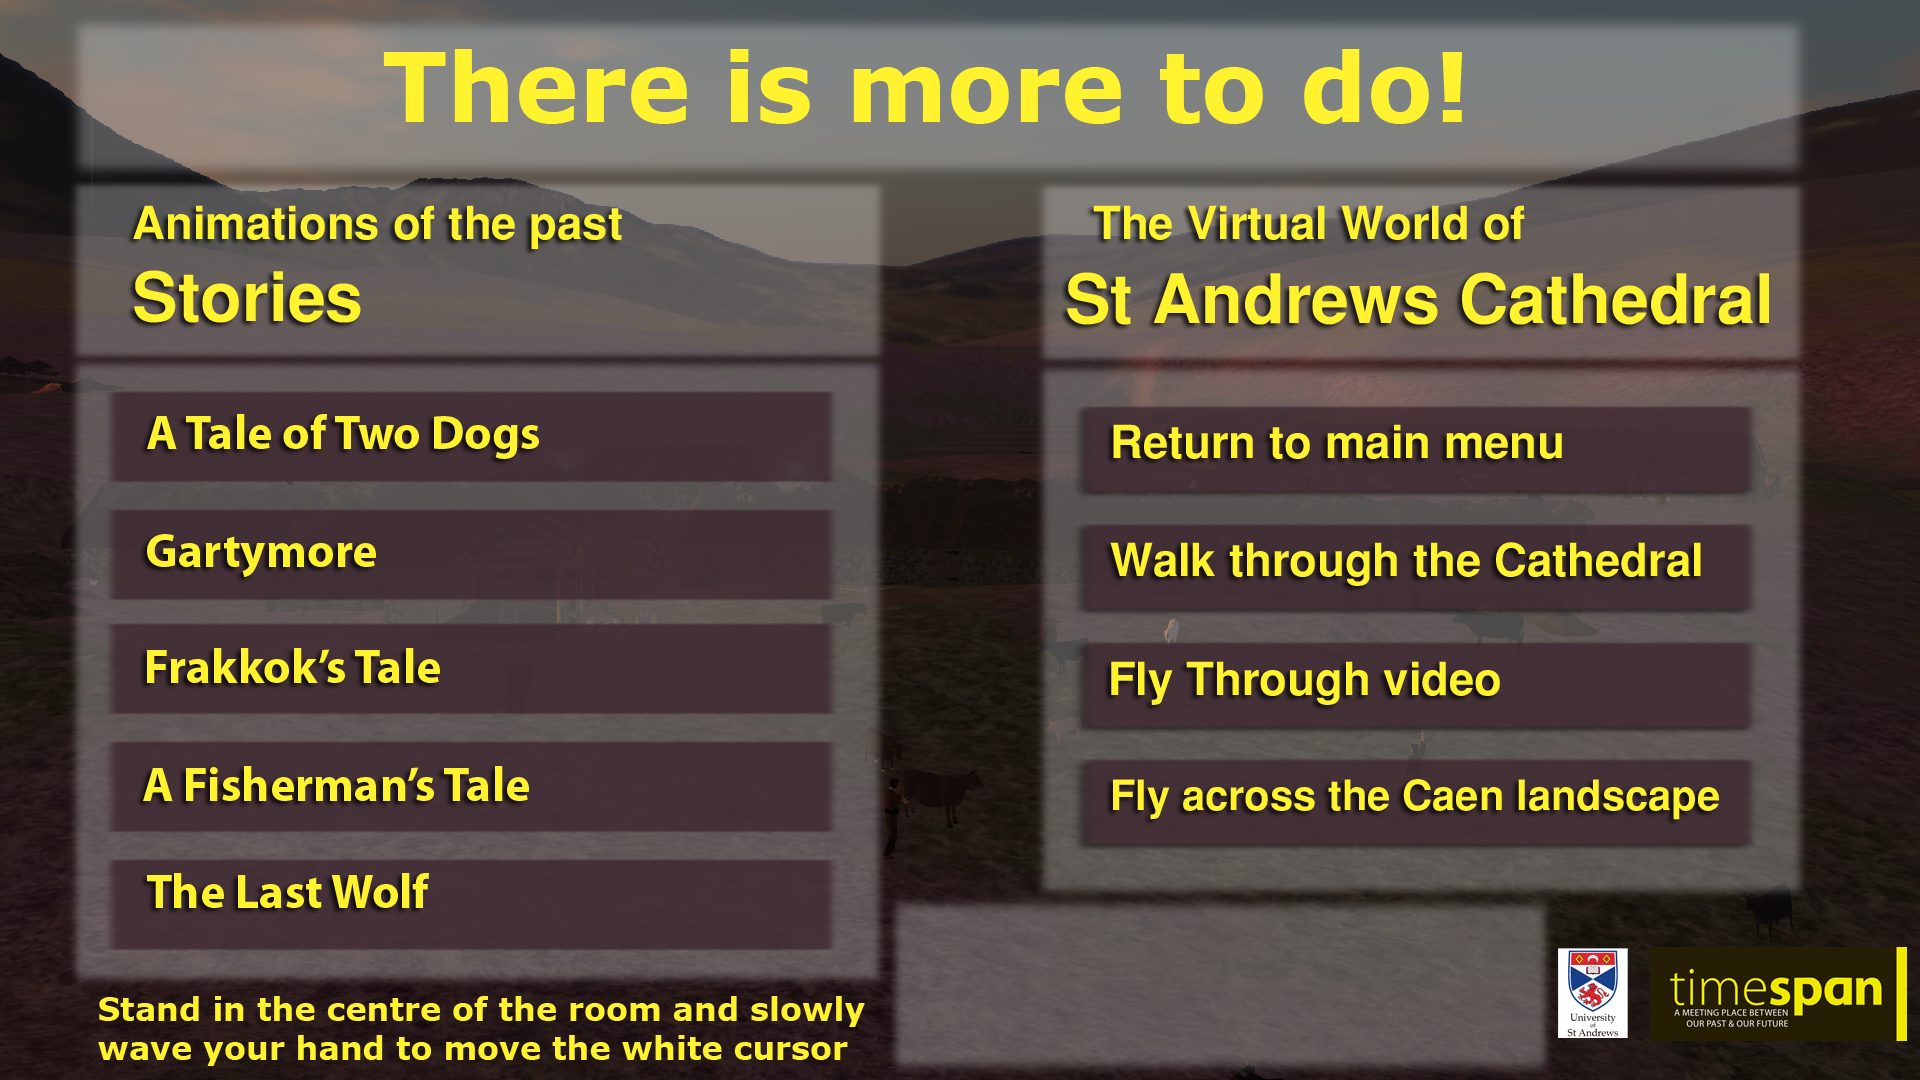 There is more to do!
Animations of the past
Stories
A Tale of Two Dogs
Gartymore
Frakkok’s Tale
A Fisherman’s Tale
The Last Wolf
Stand in the centre of the room and slowly
wave your hand to move the white cursor
The Virtual World of
St Andrews Cathedral
Return to main menu
Walk through the Cathedral
Fly Through video
Fly across the Caen landscape
University
of
St Andrews
timespan
A MEETING PLACE BETWEEN
OUR PAST & OUR FUTURE